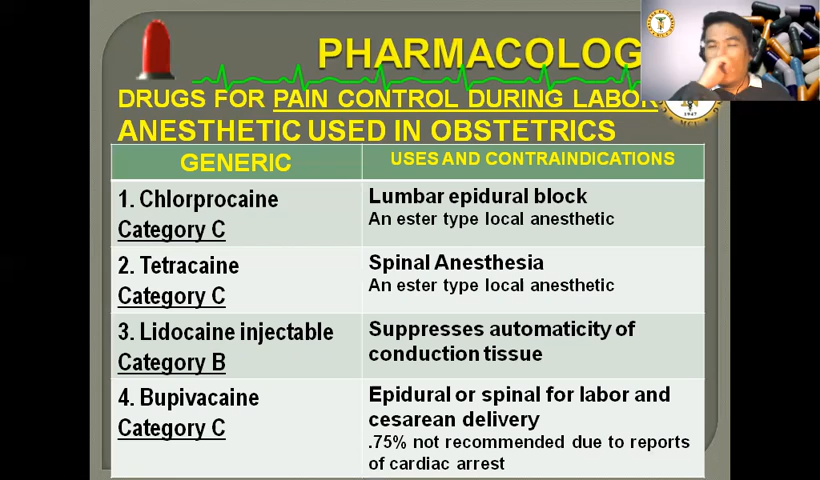 PHARMACOLOG
DRUGS FOR PAIN CONTROL DURING LABOR
ANESTHETIC USED IN OBSTETRICS
GENERIC
USES AND CONTRAINDICATIONS
1. Chlorprocaine
Category C
Lumbar epidural block
An ester type local anesthetic
2. Tetracaine
Category C
Spinal Anesthesia
An ester type local anesthetic
3. Lidocaine injectable
Category B
Suppresses automaticity of
conduction tissue
4. Bupivacaine
Category C
Epidural or spinal for labor and
cesarean delivery
.75% not recommended due to reports
of cardiac arrest
1947